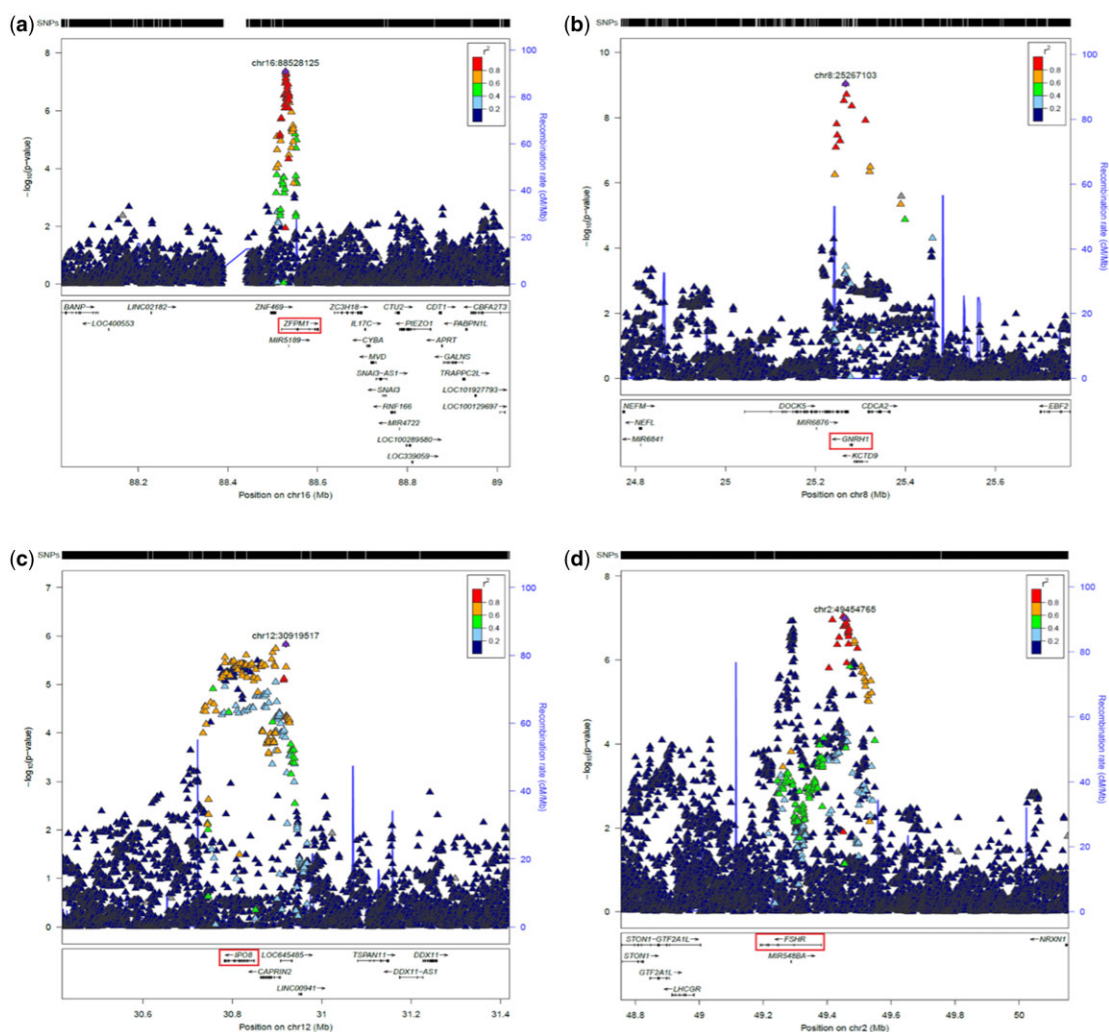 (a)
SNPs
chr16:88528125
r²
0.8
0.6
0.4
0.2
−log₁₀(p−value)
8
6
4
2
0
Recombination rate (cM/Mb)
100
80
60
40
20
0
BANP→
LINC02182→
ZNF469→
ZC3H18→
CTU2→
CDT1→
←CBFA2T3
←LOC400553
ZFPM1→
IL17C→
←PIEZO1
←PABPN1L
MIR5189→
←CYBA
←APRT
←MVD
←GALNS
SNAI3−AS1→
TRAPPC2L→
←SNAI3
LOC101927793→
←RNF166
LOC100129697→
←MIR4722
LOC100289580→
LOC339059→
88.2
88.4
88.6
88.8
89
Position on chr16 (Mb)
(b)
SNPs
chr8:25267103
r²
0.8
0.6
0.4
0.2
−log₁₀(p−value)
10
8
6
4
2
0
Recombination rate (cM/Mb)
100
80
60
40
20
0
NEFM→
DOCK5→
CDCA2→
←EBF2
←NEFL
MIR6876→
←MIR6841
←GNRH1
←KCTD9
24.8
25
25.2
25.4
25.6
Position on chr8 (Mb)
(c)
SNPs
chr12:30919517
r²
0.8
0.6
0.4
0.2
−log₁₀(p−value)
7
6
5
4
3
2
1
0
Recombination rate (cM/Mb)
100
80
60
40
20
0
←IPO8
LOC645485→
TSPAN11→
DDX11→
←CAPRIN2
←DDX11−AS1
LINC00941→
30.6
30.8
31
31.2
31.4
Position on chr12 (Mb)
(d)
SNPs
chr2:49454765
r²
0.8
0.6
0.4
0.2
−log₁₀(p−value)
8
6
4
2
0
Recombination rate (cM/Mb)
100
80
60
40
20
0
STON1−GTF2A1L→
←FSHR
←NRXN1
STON1→
MIR548BA→
GTF2A1L→
←LHCGR
48.8
49
49.2
49.4
49.6
49.8
50
Position on chr2 (Mb)